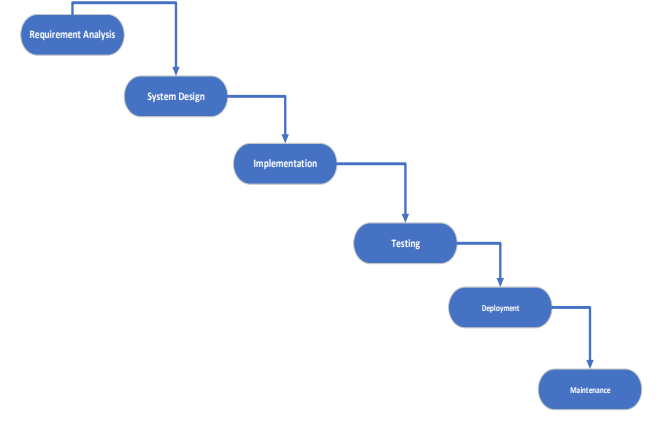 Requirement Analysis
System Design
Implementation
Testing
Deployment
Maintenance